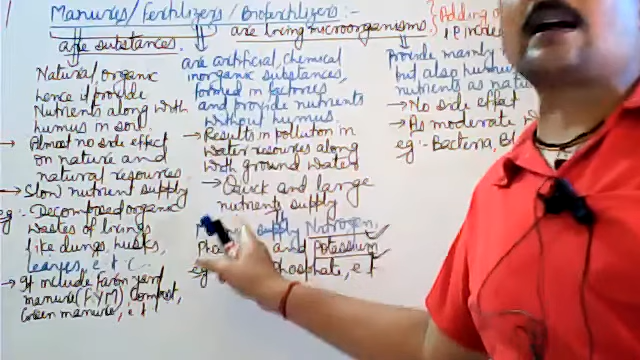 Manures/Fertilizers/Biofertilizers:-
are substances.
are living microorganisms.
Adding of
Natural, organic
hence it provide
Nutrients along with
humus in soil.
→ Almost no side effect
on nature and
natural resources
→ Slow nutrient supply
eg:- Decomposed organic
Wastes of livings
like dungs, husks,
leaves, e.t.c.
→ It include farm yard
manure (FYM) Compost,
Green manure, e.t
are artificial, chemical
inorganic substances,
formed in factories
and provide nutrients
without humus.
→ Results in pollution in
Water resources along
with ground water
→ Quick and large
nutrients supply
supply Nitrogen,
and Potassium
eg phosphate, e.t
Provide mainly
but also humus
nutrients as
→ No side effect
→ As moderate
eg:- Bacteria,